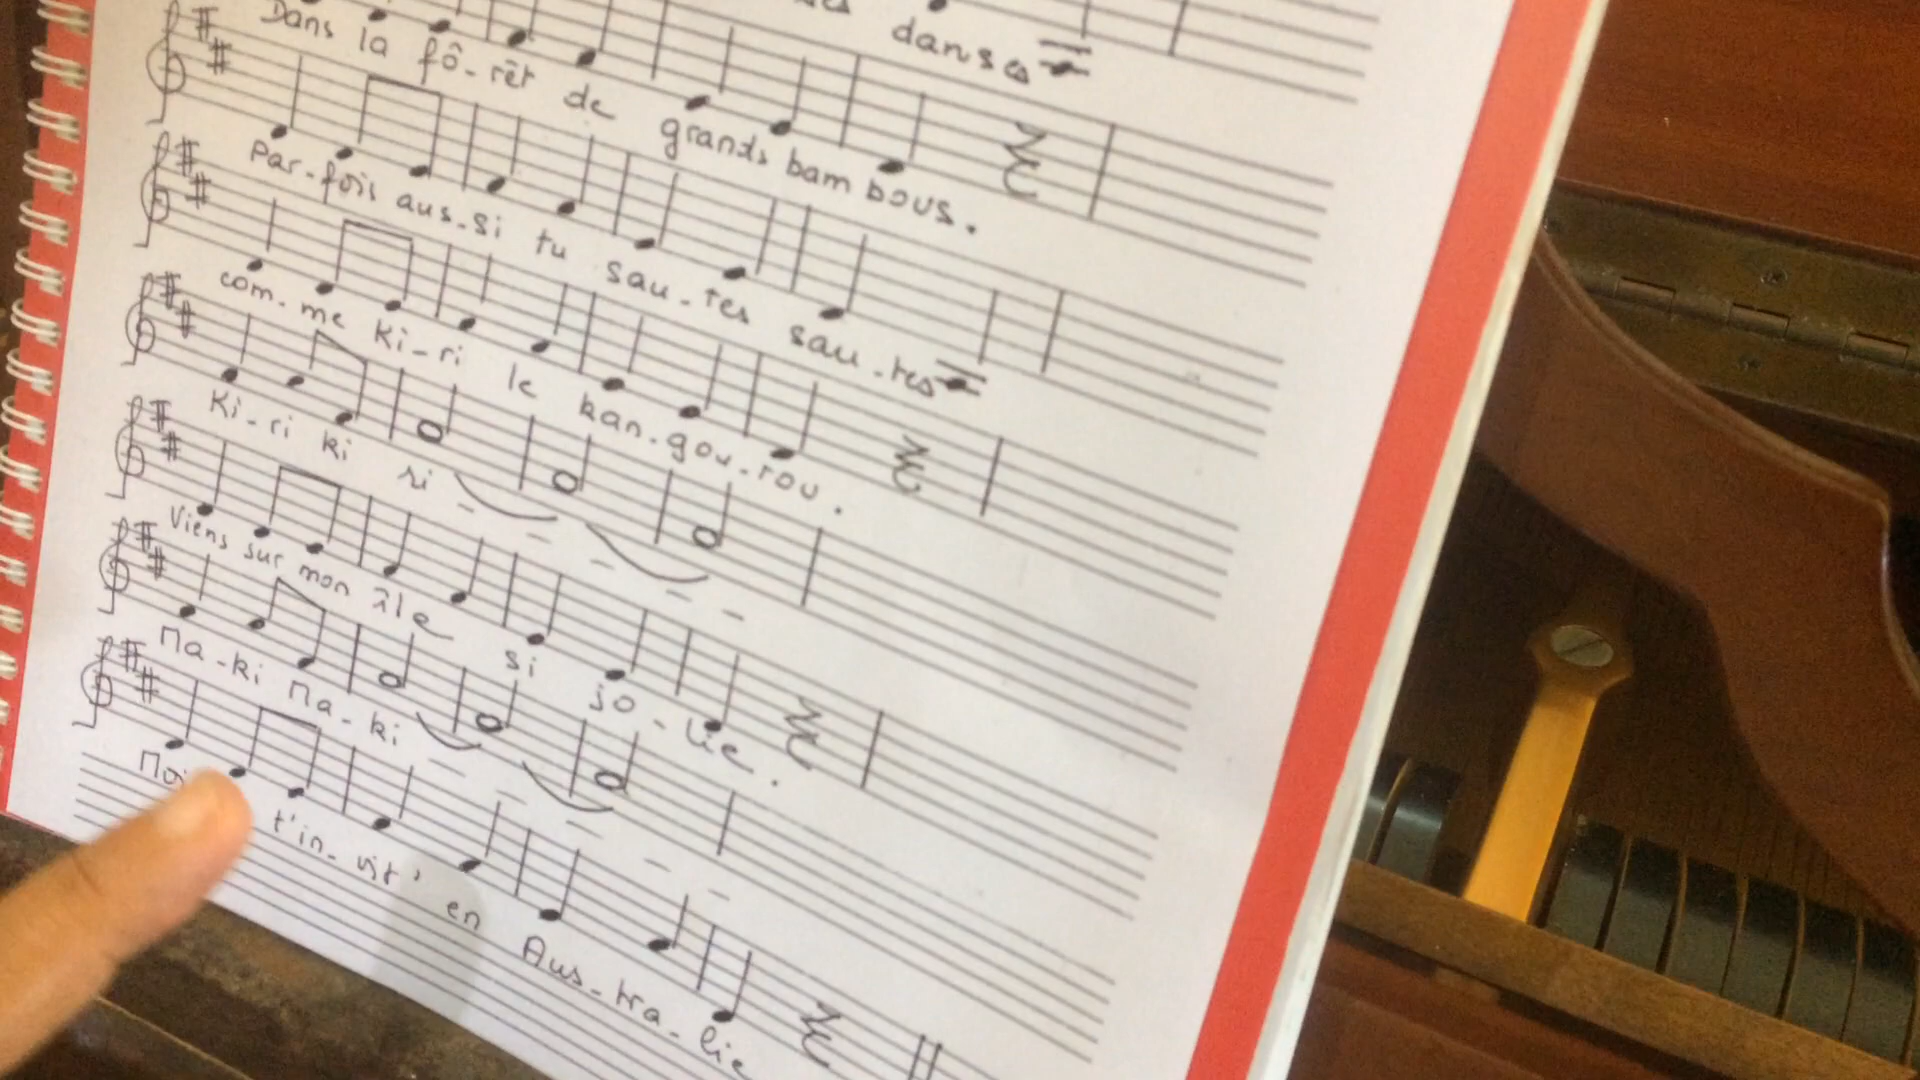 danses
Dans la fô-rêt de grands bam bous.
Par-fois aus-si tu sau-tes sau-tes
com-me Ki-ri le kan-gou-rou.
Ki-ri ki ri - - - - -
Viens sur mon île si jo-lie.
Ma-ki Ma-ki - - - - - -
t'in-vit' en Aus-tra-lie